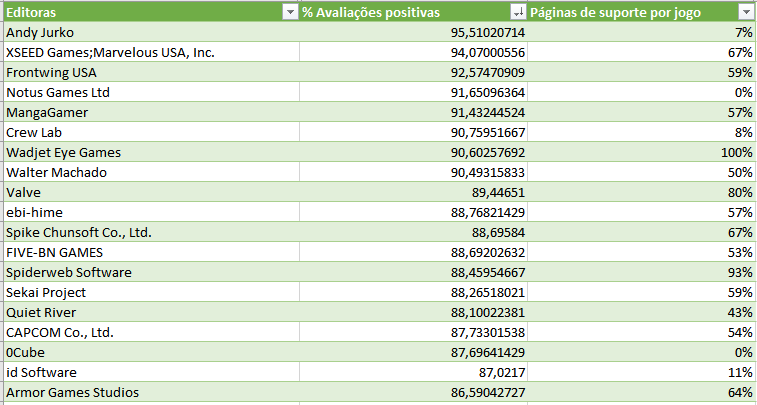 Editoras % Avaliações positivas Páginas de suporte por jogo
Andy Jurko 95,51020714 7%
XSEED Games;Marvelous USA, Inc. 94,07000556 67%
Frontwing USA 92,57470909 59%
Notus Games Ltd 91,65096364 0%
MangaGamer 91,43244524 57%
Crew Lab 90,75951667 8%
Wadjet Eye Games 90,60257692 100%
Walter Machado 90,49315833 50%
Valve 89,44651 80%
ebi-hime 88,76821429 57%
Spike Chunsoft Co., Ltd. 88,69584 67%
FIVE-BN GAMES 88,69202632 53%
Spiderweb Software 88,45954667 93%
Sekai Project 88,26518021 59%
Quiet River 88,10022381 43%
CAPCOM Co., Ltd. 87,73301538 54%
0Cube 87,69641429 0%
id Software 87,0217 11%
Armor Games Studios 86,59042727 64%